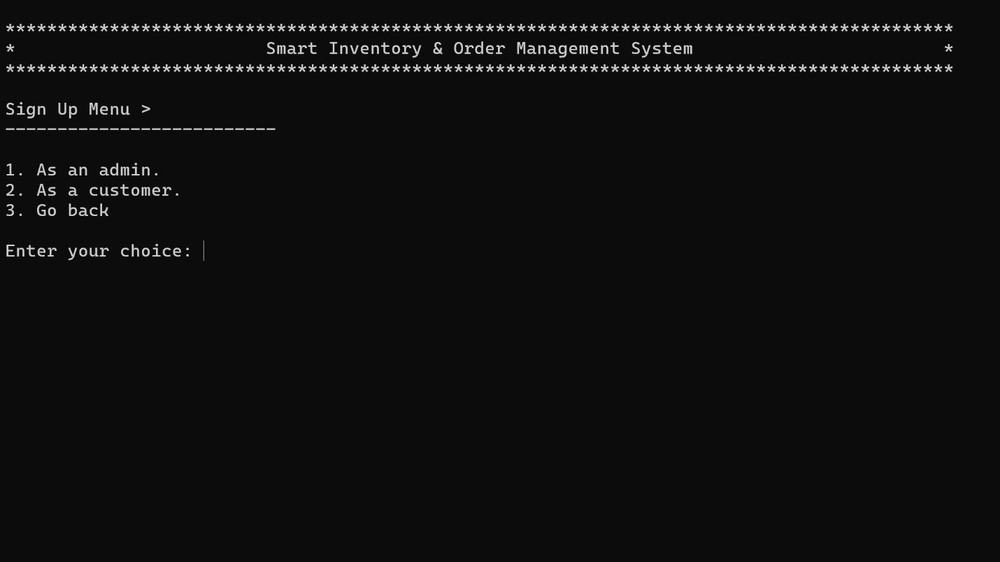 *******************************************************************************************
*                        Smart Inventory & Order Management System                        *
*******************************************************************************************
Sign Up Menu >
--------------------------
1. As an admin.
2. As a customer.
3. Go back
Enter your choice: